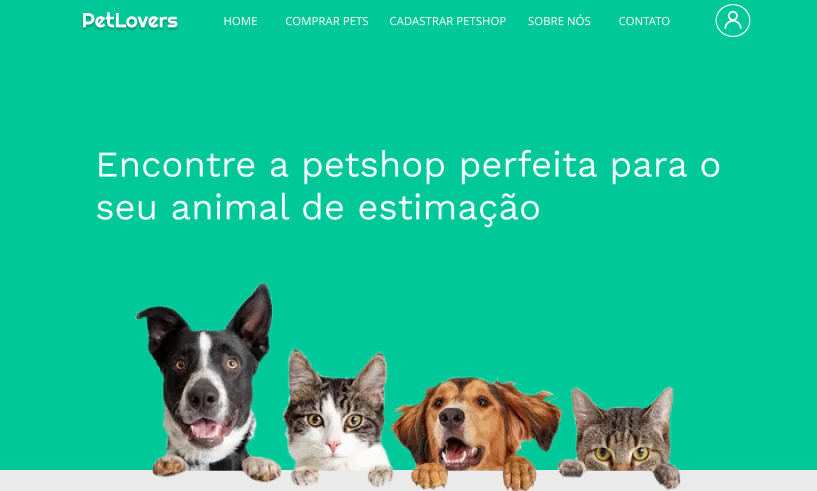 PetLovers HOME COMPRAR PETS CADASTRAR PETSHOP SOBRE NÓS CONTATO
Encontre a petshop perfeita para o
seu animal de estimação